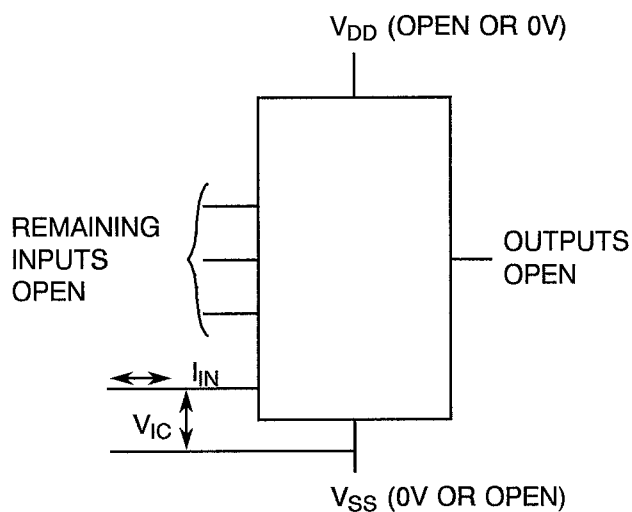 VDD (OPEN OR 0V)
REMAINING
INPUTS
OPEN
OUTPUTS
OPEN
IIN
VIC
VSS (0V OR OPEN)